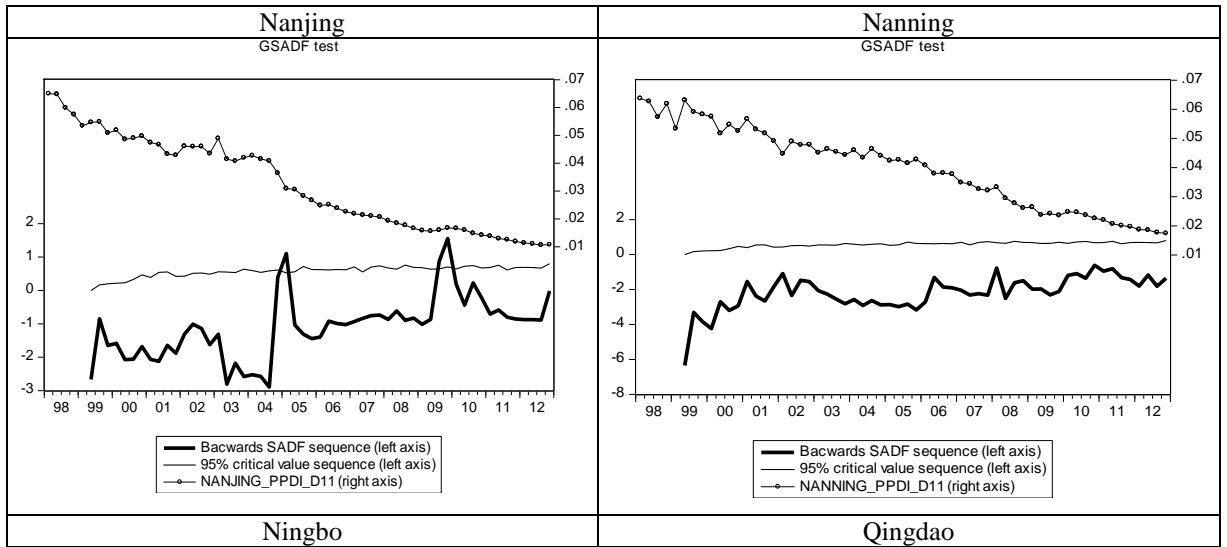 Nanjing
Nanning
GSADF test
.07
.06
.05
.04
.03
.02
.01
2
1
0
-1
-2
-3
98 99 00 01 02 03 04 05 06 07 08 09 10 11 12
Bacwards SADF sequence (left axis)
95% critical value sequence (left axis)
NANJING_PPDI_D11 (right axis)
GSADF test
.07
.06
.05
.04
.03
.02
.01
2
0
-2
-4
-6
-8
98 99 00 01 02 03 04 05 06 07 08 09 10 11 12
Bacwards SADF sequence (left axis)
95% critical value sequence (left axis)
NANNING_PPDI_D11 (right axis)
Ningbo
Qingdao